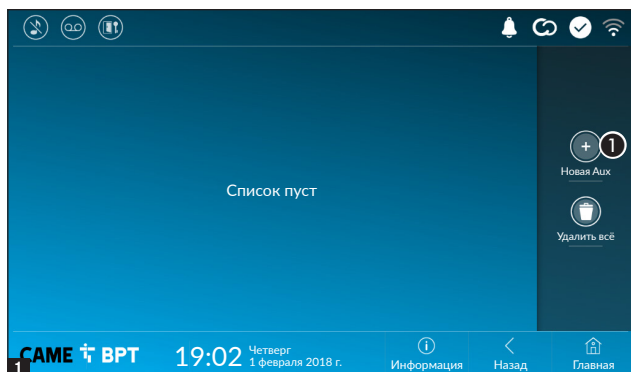 1
Новая Aux
Список пуст
Удалить всё
1
CAME BPT
19:02
Четверг
1 февраля 2018 г.
Информация
Назад
Главная